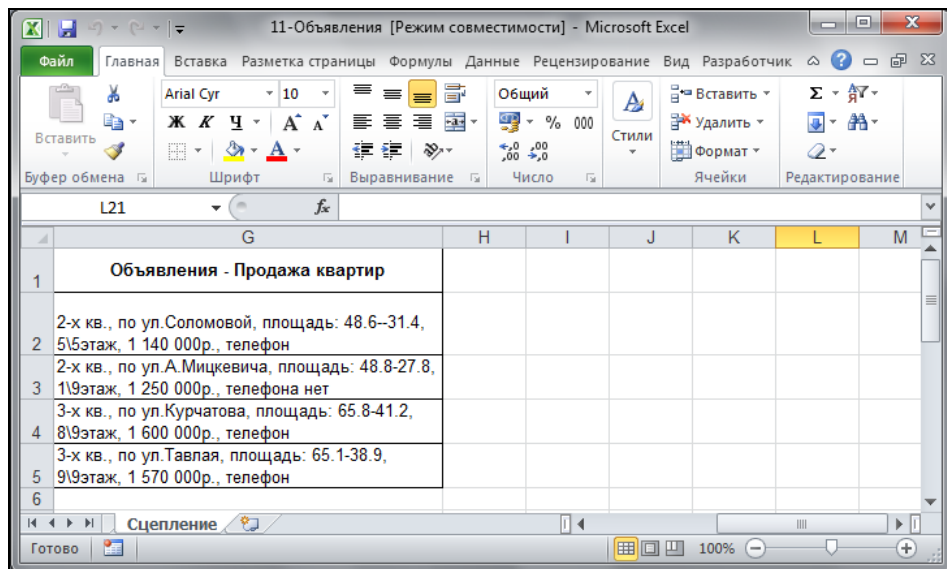 11-Объявления [Режим совместимости] - Microsoft Excel
Файл Главная Вставка Разметка страницы Формулы Данные Рецензирование Вид Разработчик
Вставить
Arial Cyr 10
Ж К Ч
Общий
% 000
Стили
Вставить
Удалить
Формат
Σ
Буфер обмена Шрифт Выравнивание Число Ячейки Редактирование
L21 fx
G H I J K L M
1 Объявления - Продажа квартир
2-х кв., по ул.Соломовой, площадь: 48.6--31.4,
2 5\5этаж, 1 140 000р., телефон
2-х кв., по ул.А.Мицкевича, площадь: 48.8-27.8,
3 1\9этаж, 1 250 000р., телефона нет
3-х кв., по ул.Курчатова, площадь: 65.8-41.2,
4 8\9этаж, 1 600 000р., телефон
3-х кв., по ул.Тавлая, площадь: 65.1-38.9,
5 9\9этаж, 1 570 000р., телефон
6
Сцепление
Готово 100%